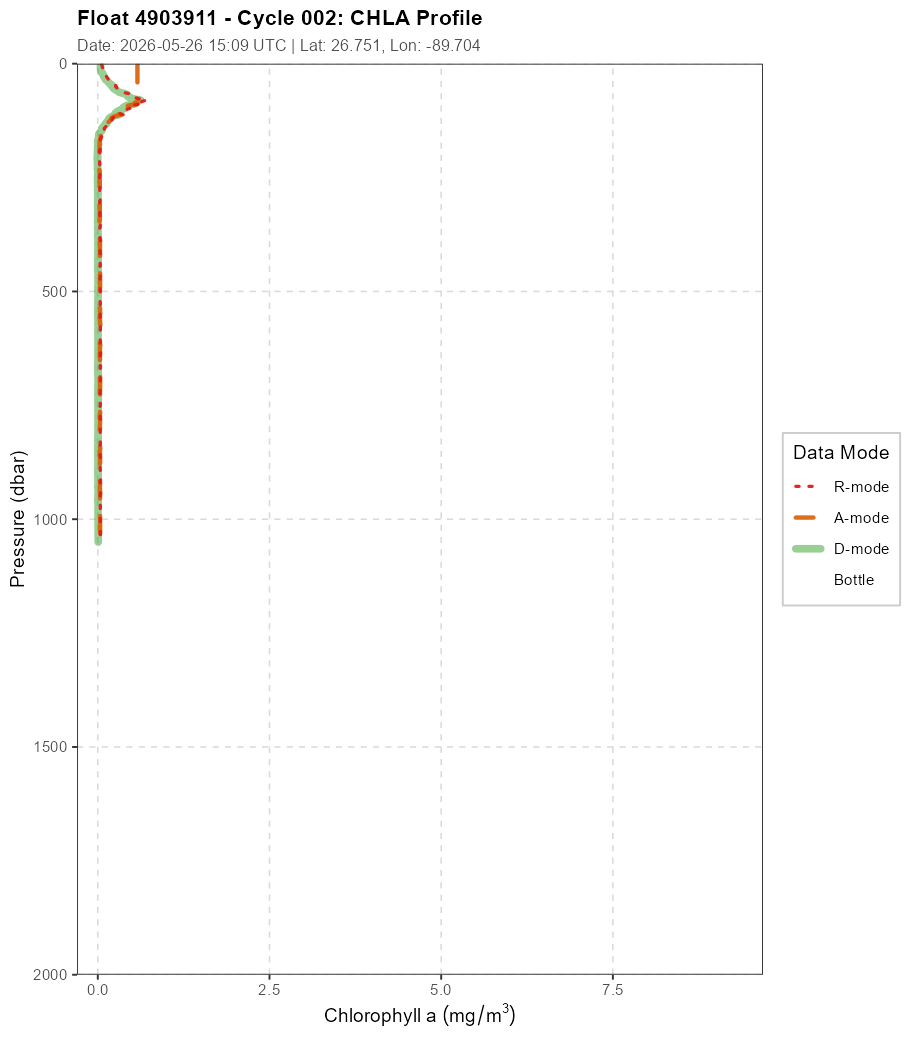 Float 4903911 - Cycle 002: CHLA Profile
Date: 2026-05-26 15:09 UTC | Lat: 26.751, Lon: -89.704
0
500
1000
1500
2000
Pressure (dbar)
0.0 2.5 5.0 7.5
Chlorophyll a (mg/m³)
Data Mode
R-mode
A-mode
D-mode
Bottle